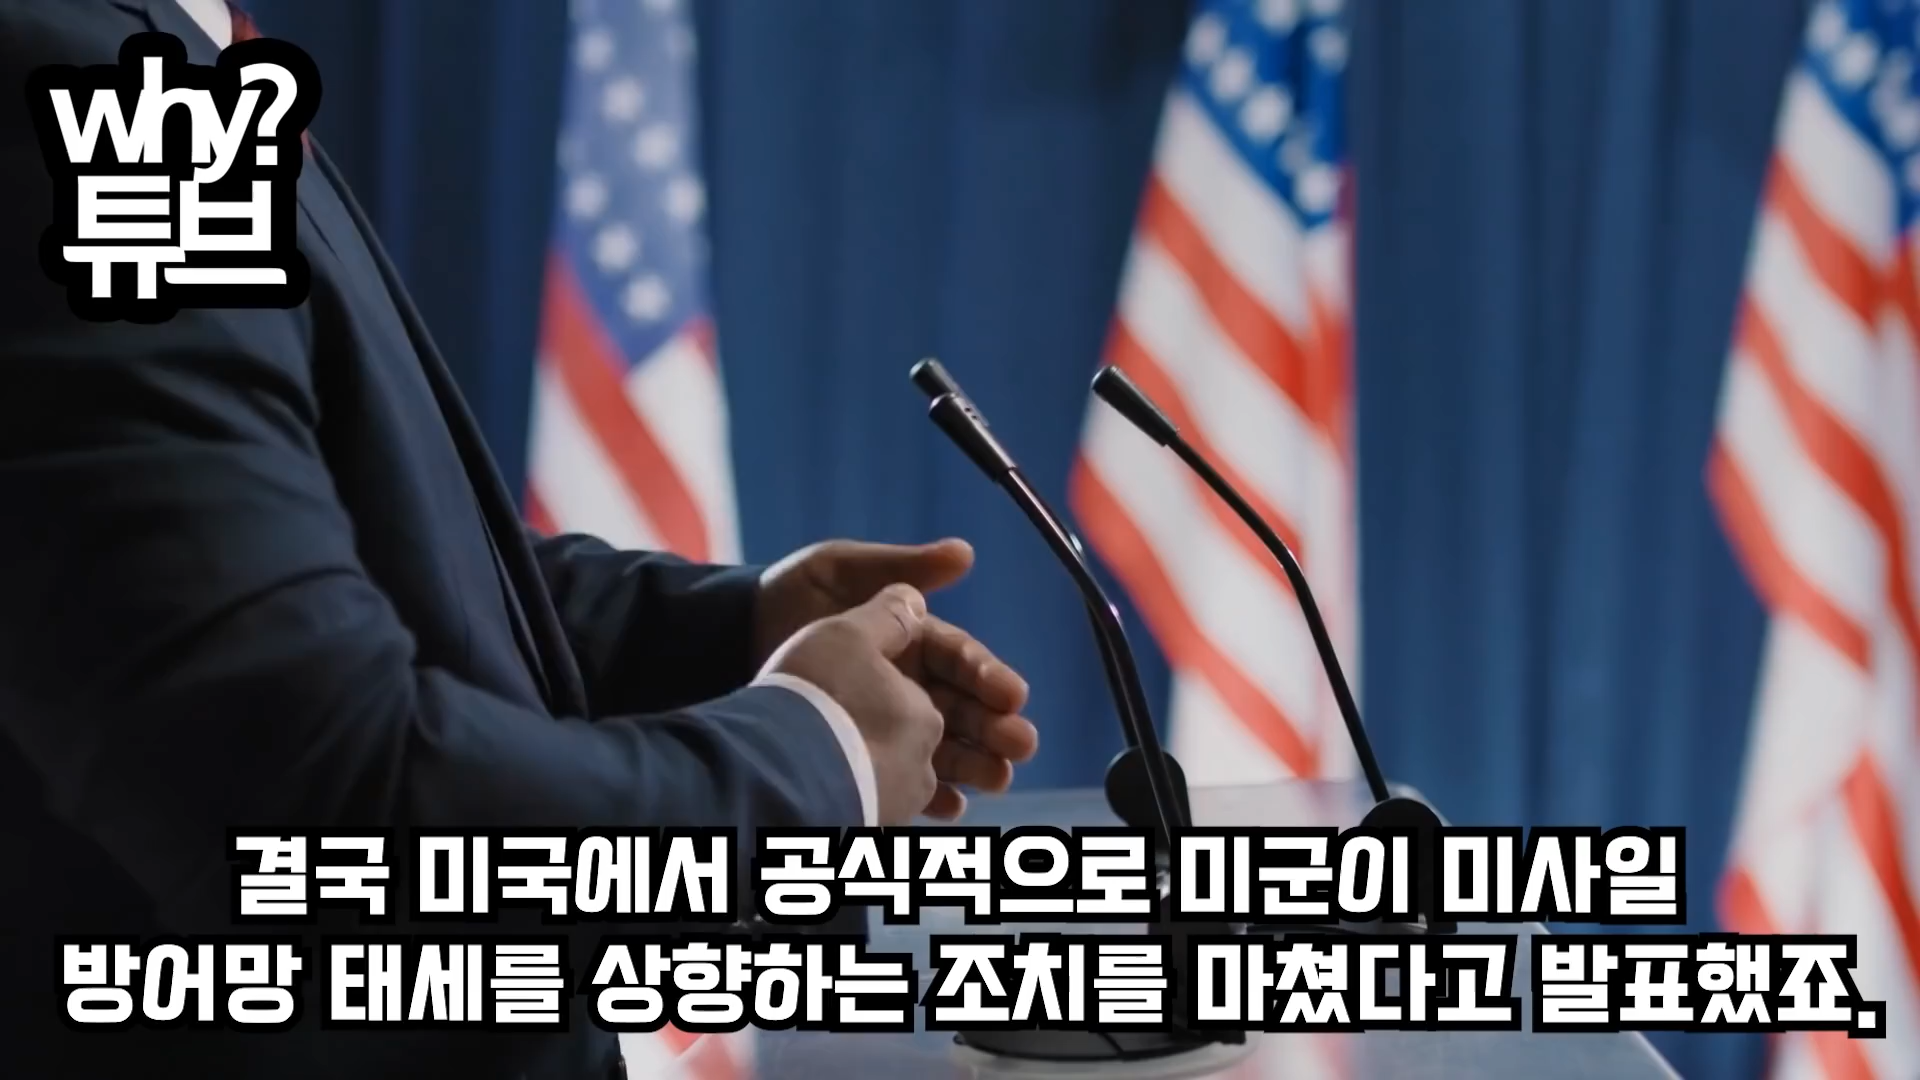 why?
튜브
결국 미국에서 공식적으로 미군이 미사일
방어망 태세를 상향하는 조치를 마쳤다고 발표했죠.